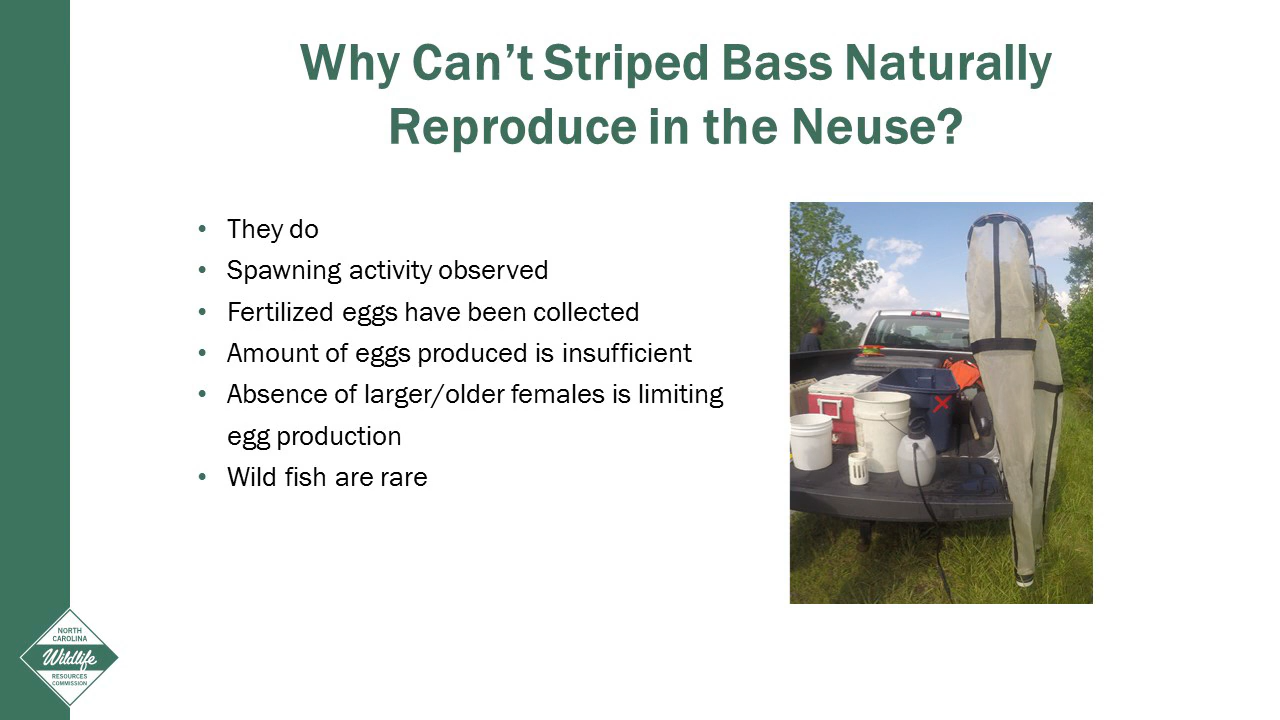 Why Can’t Striped Bass Naturally
Reproduce in the Neuse?
• They do
• Spawning activity observed
• Fertilized eggs have been collected
• Amount of eggs produced is insufficient
• Absence of larger/older females is limiting
egg production
• Wild fish are rare
NORTH
CAROLINA
Wildlife
RESOURCES
COMMISSION